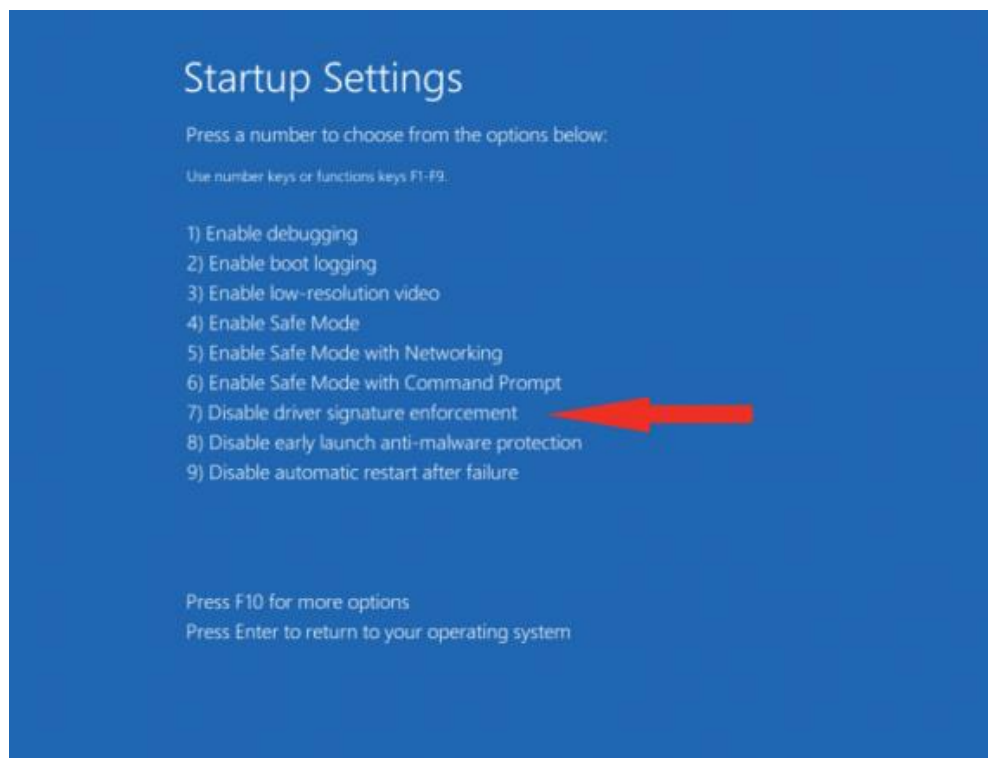 Startup Settings
Press a number to choose from the options below:
Use number keys or functions keys F1-F9.
1) Enable debugging
2) Enable boot logging
3) Enable low-resolution video
4) Enable Safe Mode
5) Enable Safe Mode with Networking
6) Enable Safe Mode with Command Prompt
7) Disable driver signature enforcement
8) Disable early launch anti-malware protection
9) Disable automatic restart after failure
Press F10 for more options
Press Enter to return to your operating system